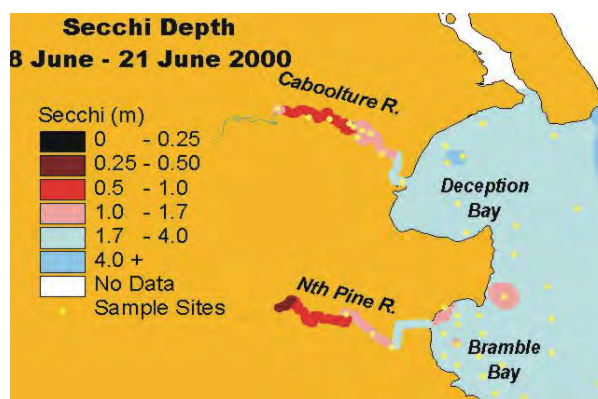 Secchi Depth
8 June - 21 June 2000
Caboolture R.
Secchi (m)
0 - 0.25
0.25 - 0.50
0.5 - 1.0
1.0 - 1.7
1.7 - 4.0
4.0 +
No Data
Sample Sites
Deception
Bay
Nth Pine R.
Bramble
Bay